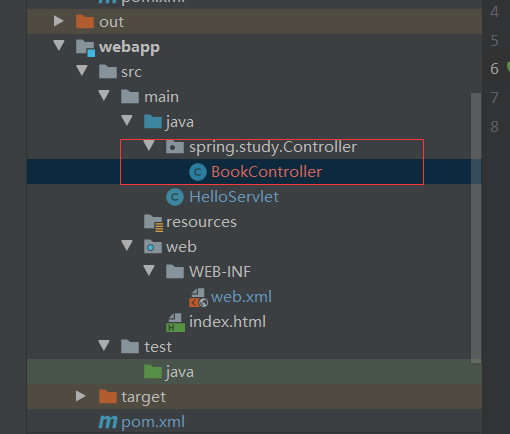 pom.xml
out
webapp
src
main
java
spring.study.Controller
BookController
HelloServlet
resources
web
WEB-INF
web.xml
index.html
test
java
target
pom.xml
4
5
6
7
8